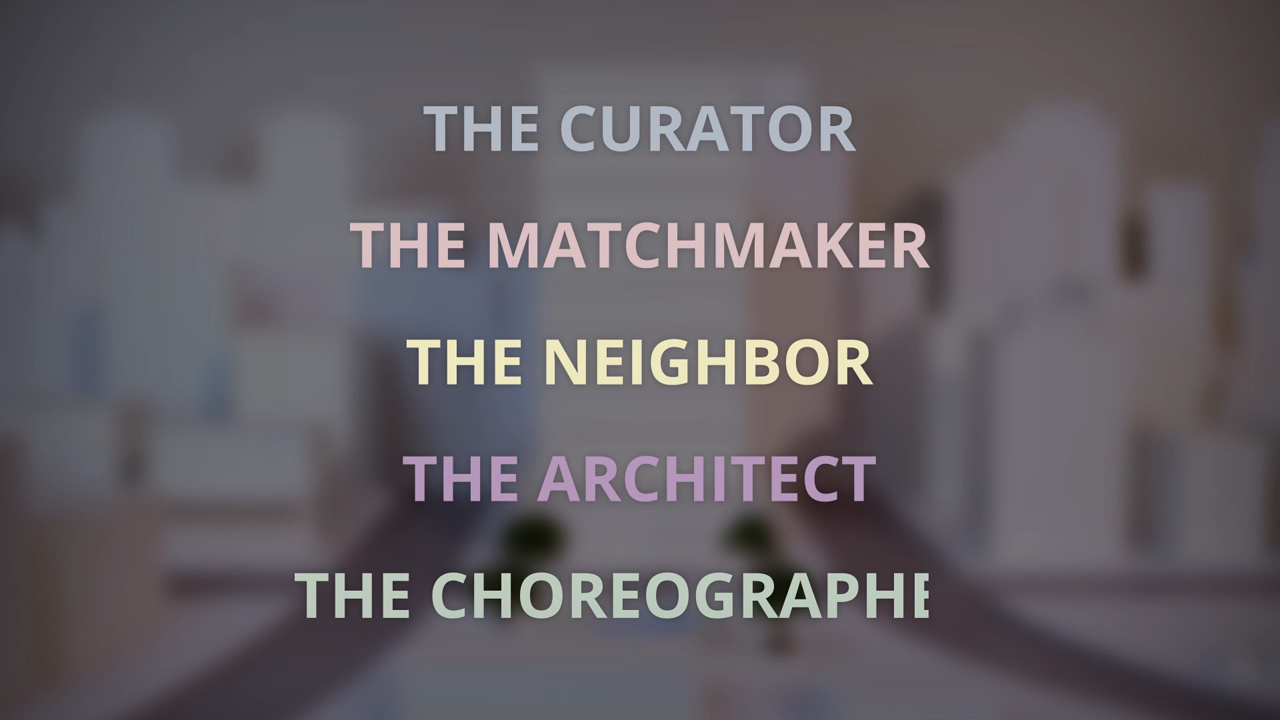 THE CURATOR
THE MATCHMAKER
THE NEIGHBOR
THE ARCHITECT
THE CHOREOGRAPHE